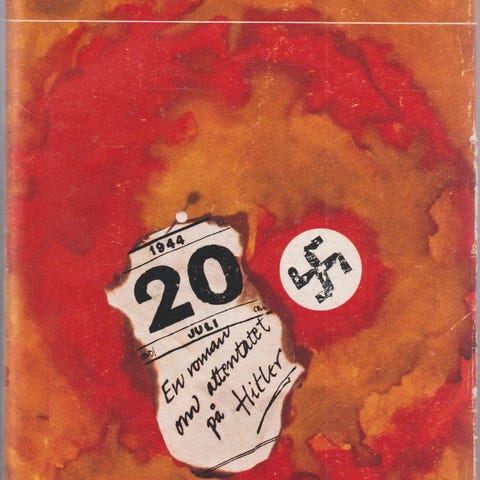 1944
20
JULI
En roman
om attentatet
på Hitler